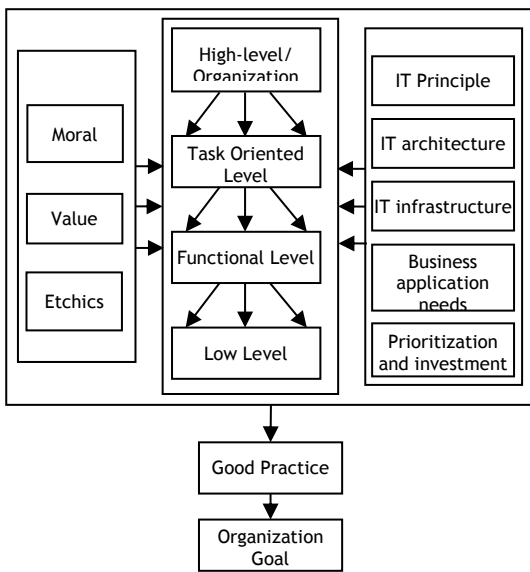 Moral
Value
Etchics
High-level/
Organization
Task Oriented
Level
Functional Level
Low Level
IT Principle
IT architecture
IT infrastructure
Business
application
needs
Prioritization
and investment
Good Practice
Organization
Goal